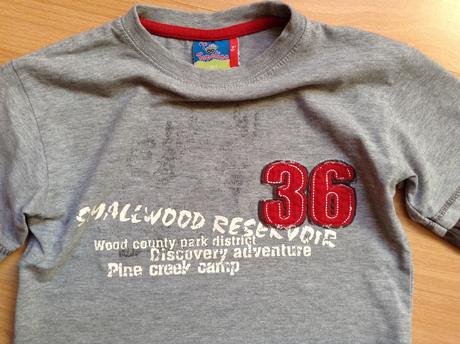 36
SMALLWOOD RESERVOIR
Wood county park district
Discovery adventure
Pine creek camp